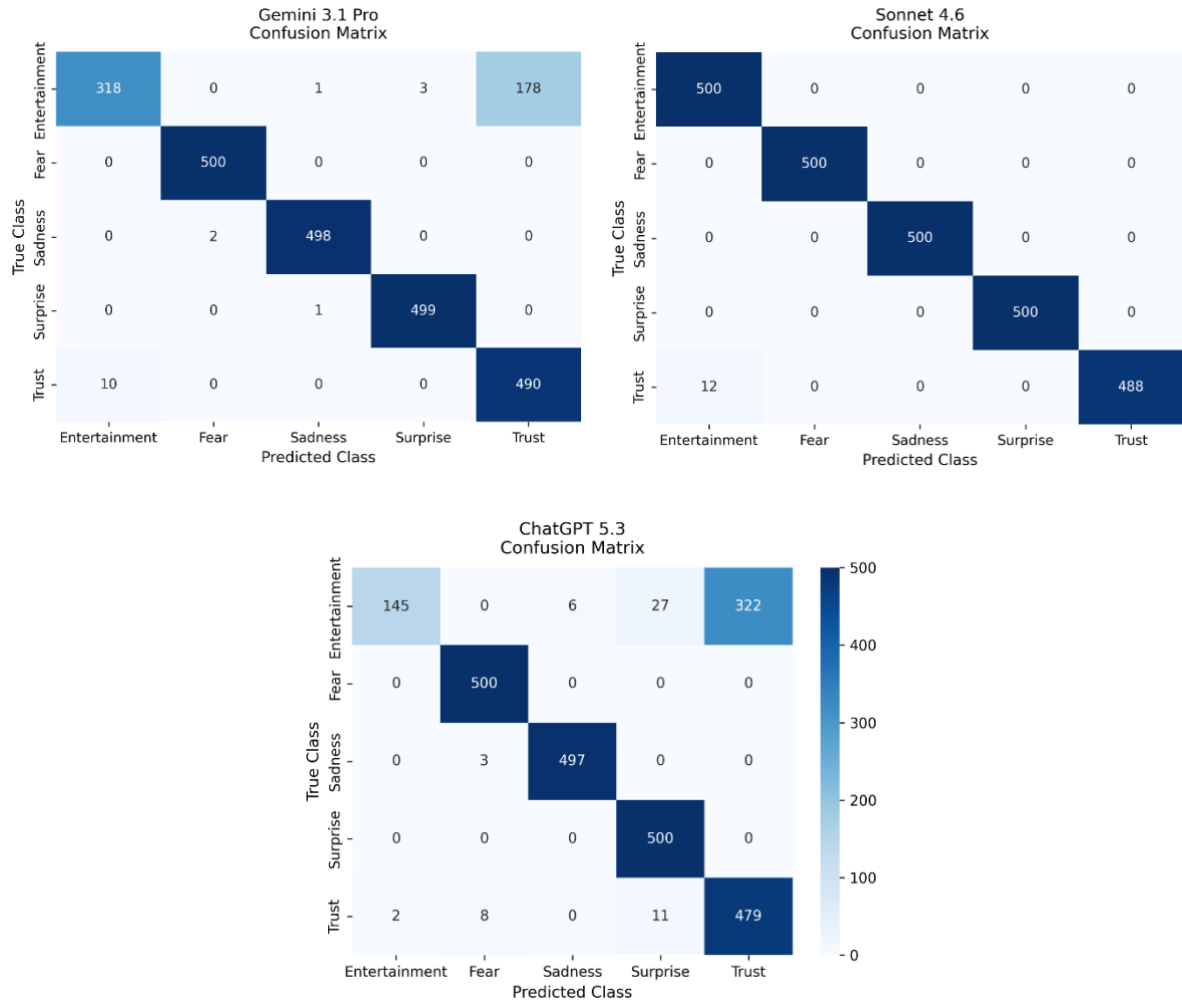 Gemini 3.1 Pro
Confusion Matrix
True Class
Entertainment 318 0 1 3 178
Fear 0 500 0 0 0
Sadness 0 2 498 0 0
Surprise 0 0 1 499 0
Trust 10 0 0 0 490
Entertainment Fear Sadness Surprise Trust
Predicted Class
Sonnet 4.6
Confusion Matrix
True Class
Entertainment 500 0 0 0 0
Fear 0 500 0 0 0
Sadness 0 0 500 0 0
Surprise 0 0 0 500 0
Trust 12 0 0 0 488
Entertainment Fear Sadness Surprise Trust
Predicted Class
ChatGPT 5.3
Confusion Matrix
True Class
Entertainment 145 0 6 27 322
Fear 0 500 0 0 0
Sadness 0 3 497 0 0
Surprise 0 0 0 500 0
Trust 2 8 0 11 479
Entertainment Fear Sadness Surprise Trust
Predicted Class
500
400
300
200
100
0